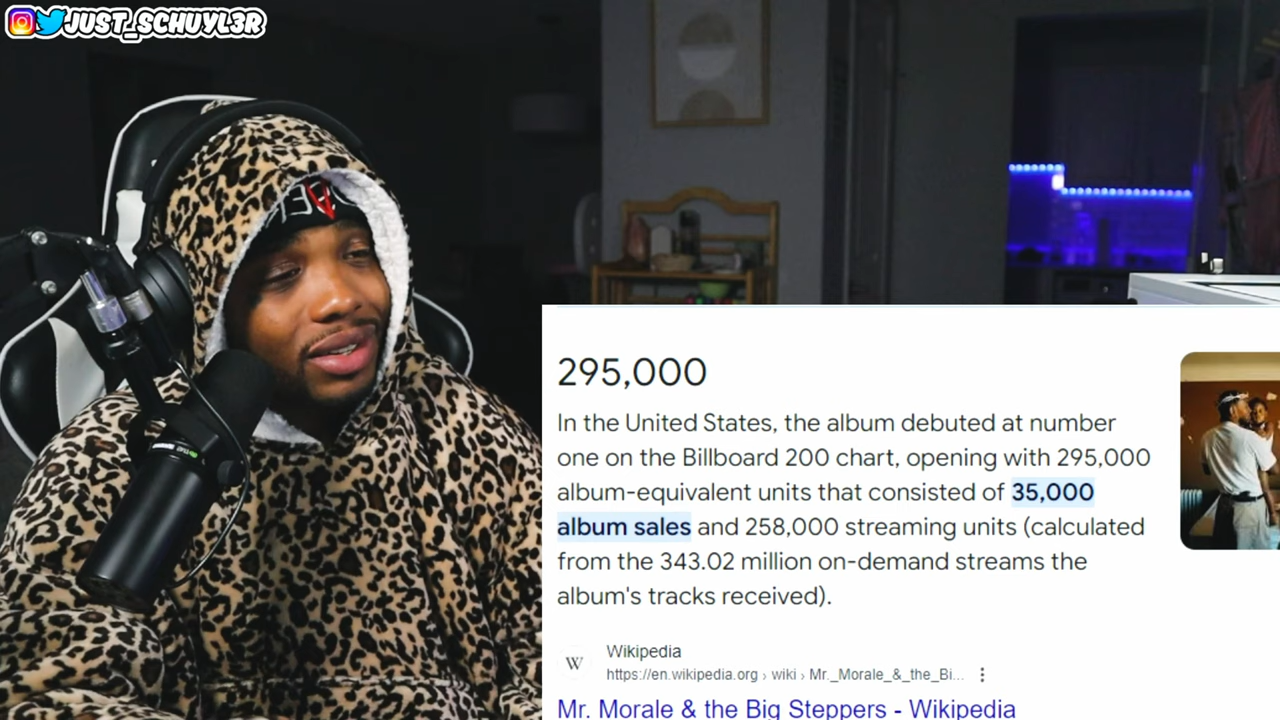 JUST_SCHUYL3R
295,000
In the United States, the album debuted at number
one on the Billboard 200 chart, opening with 295,000
album-equivalent units that consisted of 35,000
album sales and 258,000 streaming units (calculated
from the 343.02 million on-demand streams the
album's tracks received).
W
Wikipedia
https://en.wikipedia.org › wiki › Mr._Morale_&_the_Bi...
Mr. Morale & the Big Steppers - Wikipedia